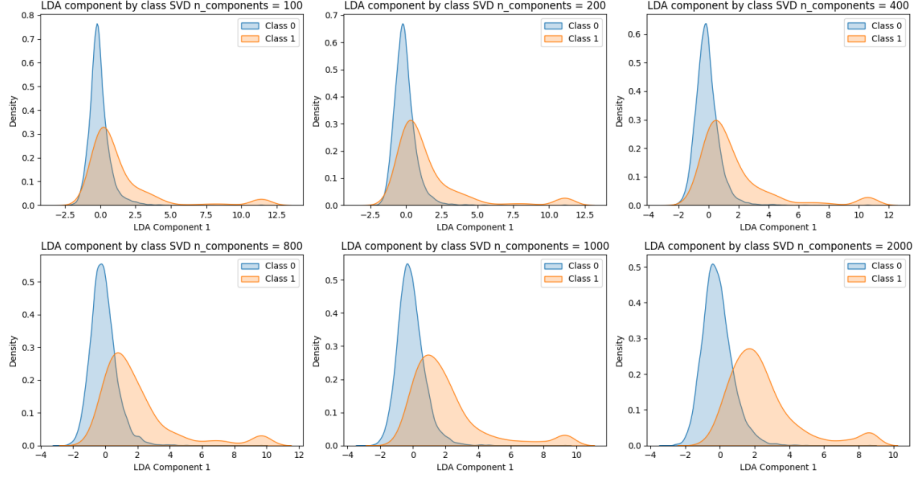 LDA component by class SVD n_components = 100
0.8
0.7
0.6
0.5
0.4
0.3
0.2
0.1
0.0
Density
Class 0
Class 1
−2.5 0.0 2.5 5.0 7.5 10.0 12.5
LDA Component 1
LDA component by class SVD n_components = 200
0.7
0.6
0.5
0.4
0.3
0.2
0.1
0.0
Density
Class 0
Class 1
−2.5 0.0 2.5 5.0 7.5 10.0 12.5
LDA Component 1
LDA component by class SVD n_components = 400
0.6
0.5
0.4
0.3
0.2
0.1
0.0
Density
Class 0
Class 1
−4 −2 0 2 4 6 8 10 12
LDA Component 1
LDA component by class SVD n_components = 800
0.5
0.4
0.3
0.2
0.1
0.0
Density
Class 0
Class 1
−4 −2 0 2 4 6 8 10 12
LDA Component 1
LDA component by class SVD n_components = 1000
0.5
0.4
0.3
0.2
0.1
0.0
Density
Class 0
Class 1
−4 −2 0 2 4 6 8 10
LDA Component 1
LDA component by class SVD n_components = 2000
0.5
0.4
0.3
0.2
0.1
0.0
Density
Class 0
Class 1
−4 −2 0 2 4 6 8 10
LDA Component 1